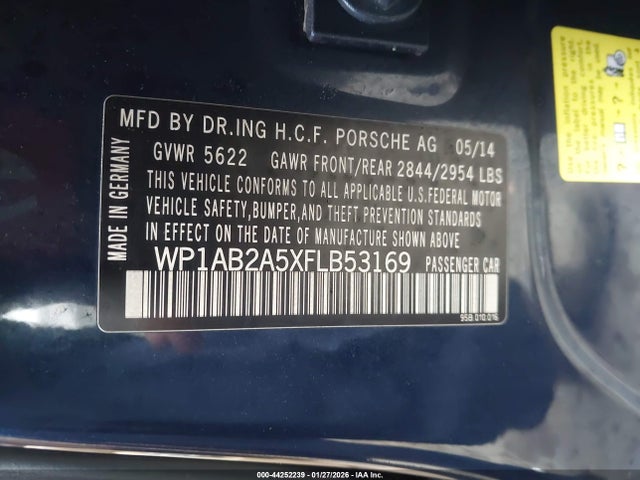 MFD BY DR.ING H.C.F. PORSCHE AG 05/14
GVWR 5622 GAWR FRONT/REAR 2844/2954 LBS
THIS VEHICLE CONFORMS TO ALL APPLICABLE U.S.FEDERAL MOTOR
VEHICLE SAFETY,BUMPER,AND THEFT PREVENTION STANDARDS
IN EFFECT ON THE DATE OF MANUFACTURE SHOWN ABOVE
WP1AB2A5XFLB53169 PASSENGER CAR
95B.010.016
MADE IN GERMANY
000-44252239 - 01/27/2026 - IAA Inc.